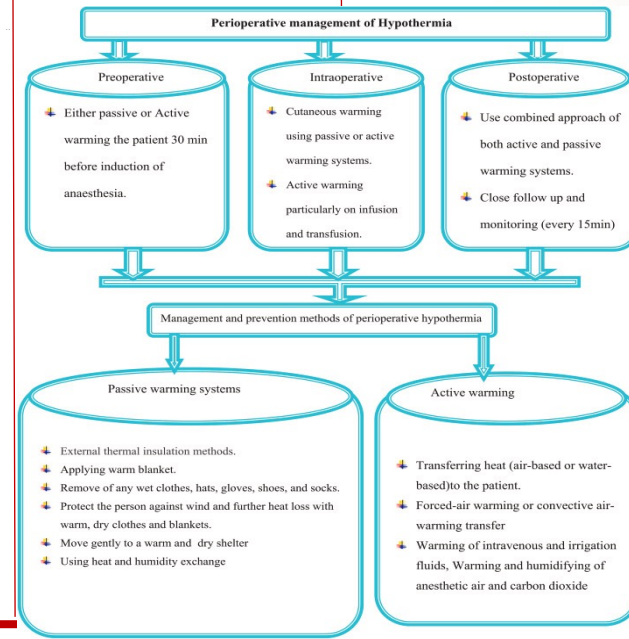 Perioperative management of Hypothermia
Preoperative
Either passive or Active
warming the patient 30 min
before induction of
anaesthesia.
Intraoperative
Cutaneous warming
using passive or active
warming systems.
Active warming
particularly on infusion
and transfusion.
Postoperative
Use combined approach of
both active and passive
warming systems.
Close follow up and
monitoring (every 15min)
Management and prevention methods of perioperative hypothermia
Passive warming systems
External thermal insulation methods.
Applying warm blanket.
Remove of any wet clothes, hats, gloves, shoes, and socks.
Protect the person against wind and further heat loss with
warm, dry clothes and blankets.
Move gently to a warm and dry shelter
Using heat and humidity exchange
Active warming
Transferring heat (air-based or water-
based)to the patient.
Forced-air warming or convective air-
warming transfer
Warming of intravenous and irrigation
fluids, Warming and humidifying of
anesthetic air and carbon dioxide